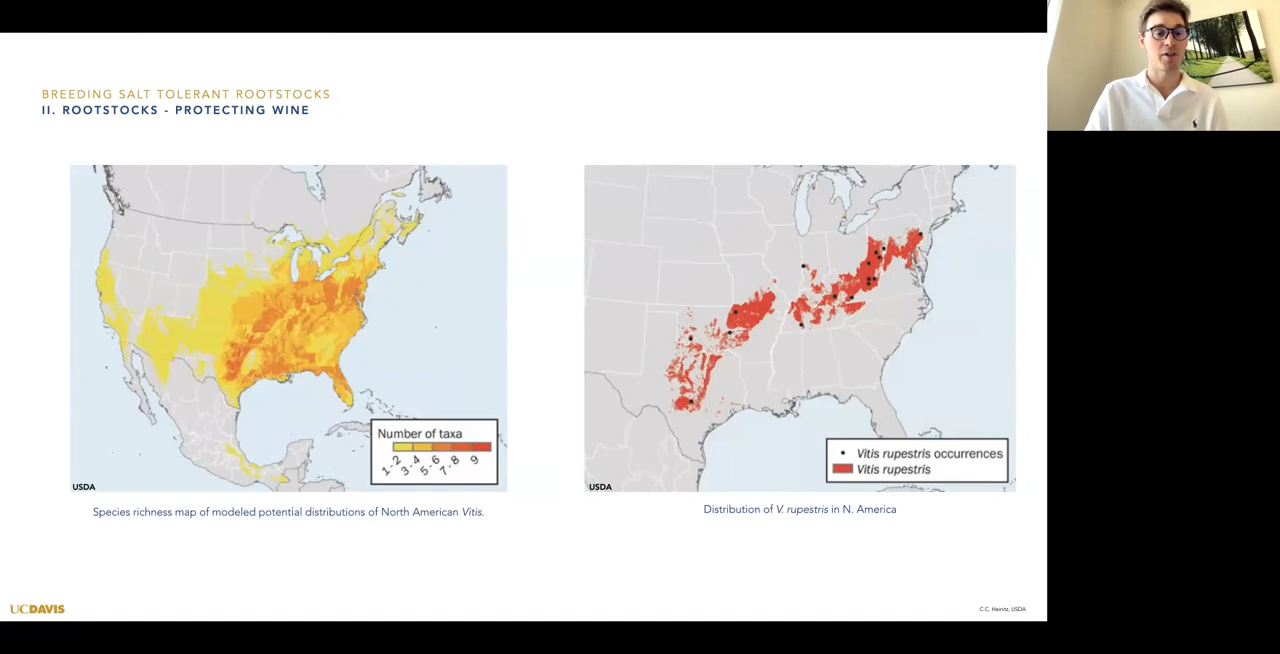 BREEDING SALT TOLERANT ROOTSTOCKS
II. ROOTSTOCKS - PROTECTING WINE
Number of taxa
1-2
3-4
5-6
7-8
9
USDA
Species richness map of modeled potential distributions of North American Vitis.
Vitis rupestris occurrences
Vitis rupestris
USDA
Distribution of V. rupestris in N. America
UCDAVIS
C.C. Heinitz, USDA